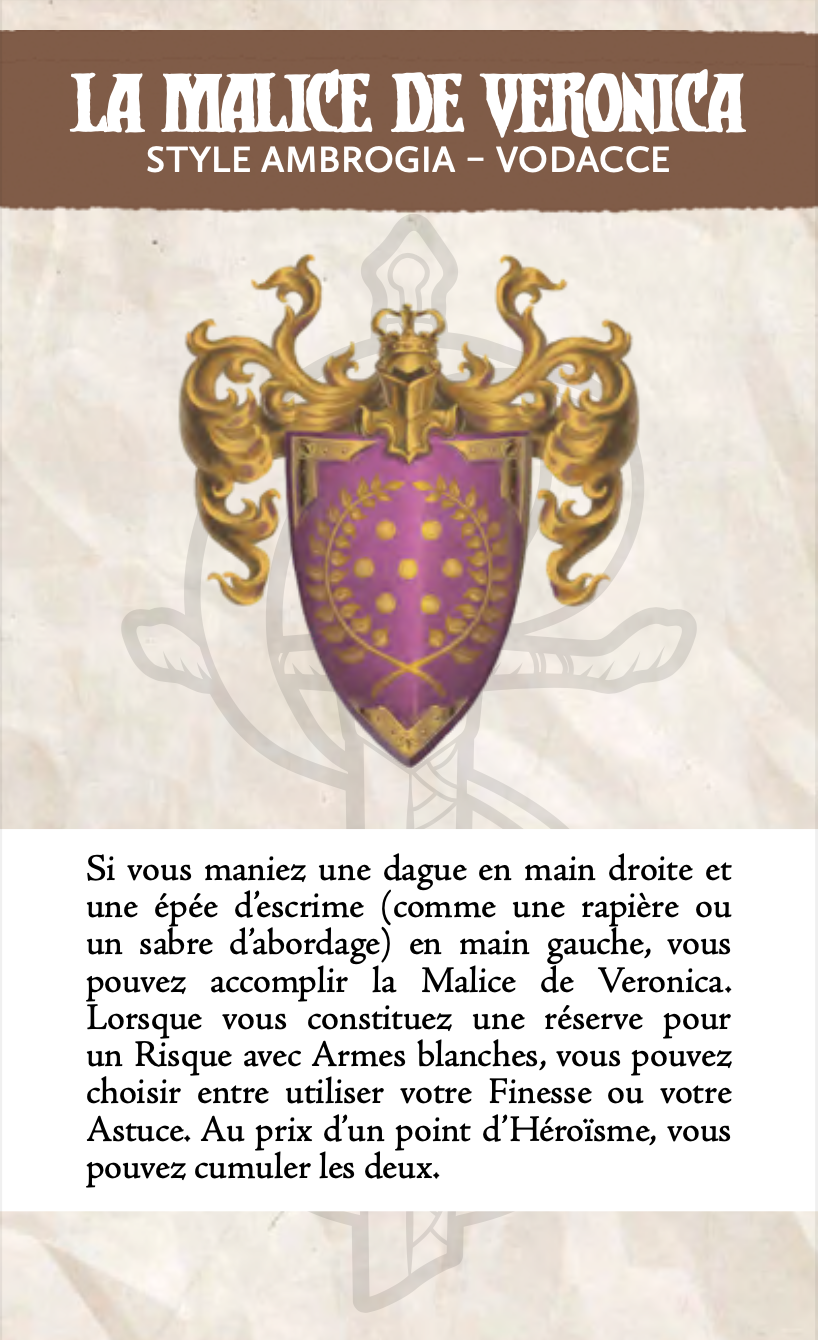 LA MALICE DE VERONICA
STYLE AMBROGIA – VODACCE
Si vous maniez une dague en main droite et
une épée d’escrime (comme une rapière ou
un sabre d’abordage) en main gauche, vous
pouvez accomplir la Malice de Veronica.
Lorsque vous constituez une réserve pour
un Risque avec Armes blanches, vous pouvez
choisir entre utiliser votre Finesse ou votre
Astuce. Au prix d’un point d’Héroïsme, vous
pouvez cumuler les deux.